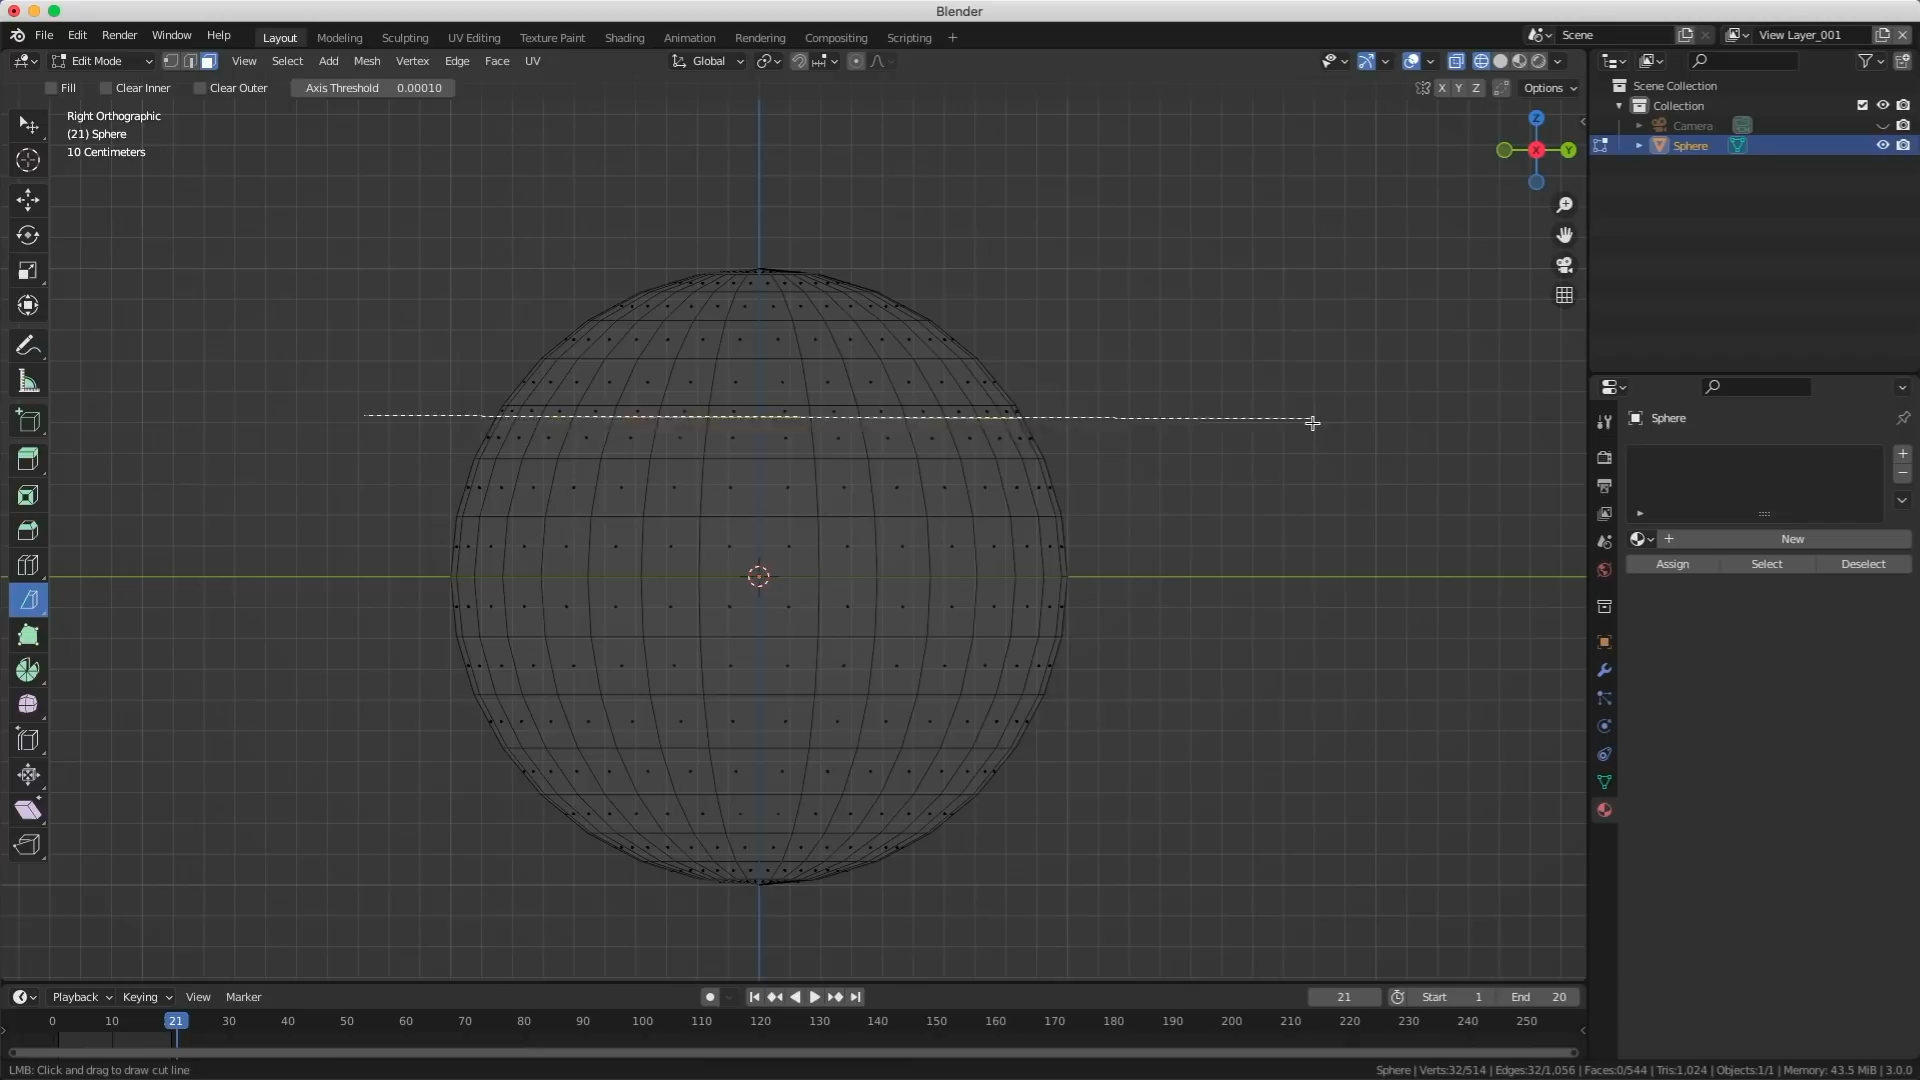 Blender
File Edit Render Window Help Layout Modeling Sculpting UV Editing Texture Paint Shading Animation Rendering Compositing Scripting + Scene View Layer_001
Edit Mode View Select Add Mesh Vertex Edge Face UV Global
Fill Clear Inner Clear Outer Axis Threshold 0.00010 X Y Z Options
Right Orthographic
(21) Sphere
10 Centimeters
Z
X
Y
Scene Collection
Collection
Camera
Sphere
Sphere
+
−
+ New
Assign Select Deselect
Playback Keying View Marker 21 Start 1 End 20
0 10 21 30 40 50 60 70 80 90 100 110 120 130 140 150 160 170 180 190 200 210 220 230 240 250
LMB: Click and drag to draw cut line Sphere | Verts:32/514 | Edges:32/1,056 | Faces:0/544 | Tris:1,024 | Objects:1/1 | Memory: 43.5 MiB | 3.0.0